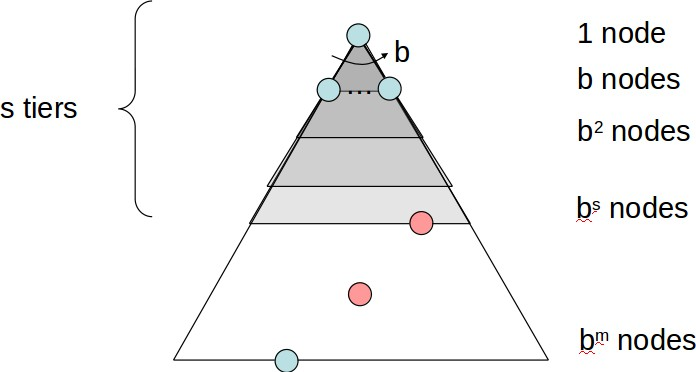 1 node
b
b nodes
...
b² nodes
s tiers
bˢ nodes
bᵐ nodes